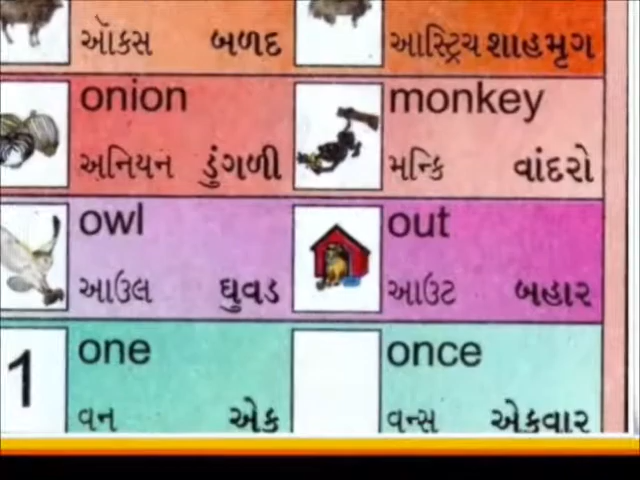 ઑકસ બળદ
આસ્ટ્રિચ શાહમૃગ
onion
અનિયન ડુંગળી
monkey
મન્કિ વાંદરો
owl
આઉલ ઘુવડ
out
આઉટ બહાર
1
one
વન એક
once
વન્સ એકવાર